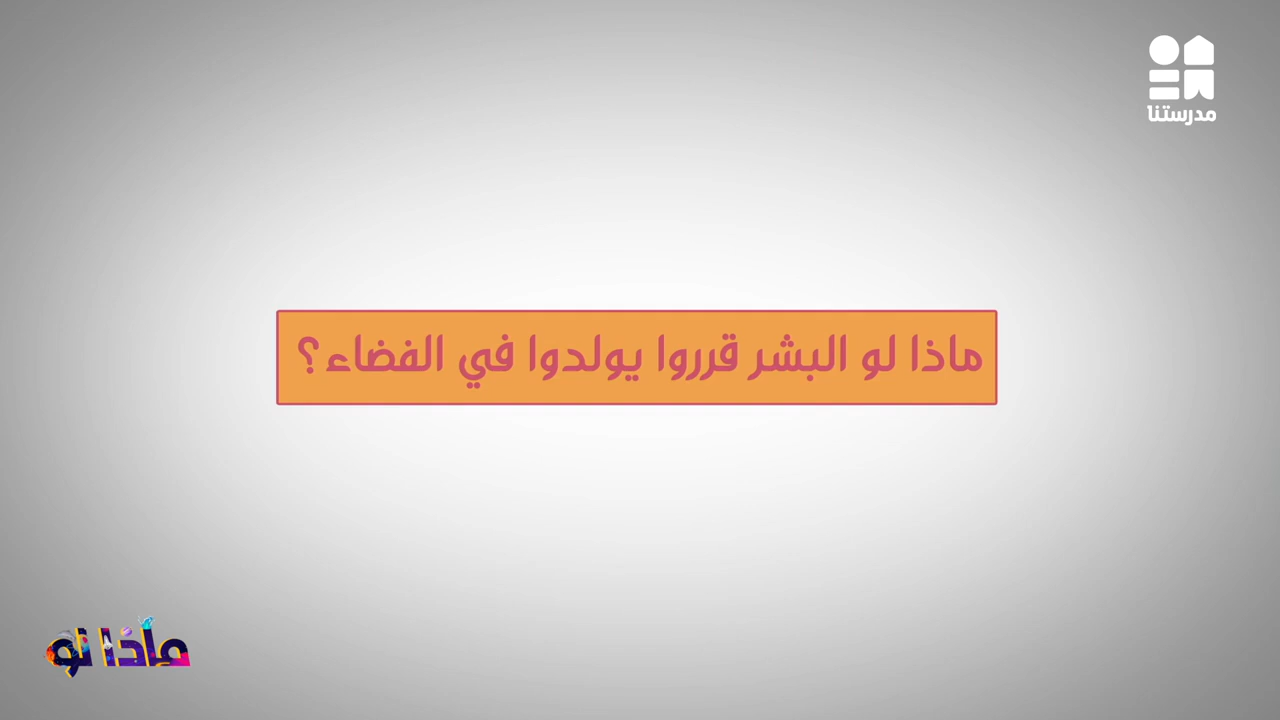 مدرستنا
ماذا لو البشر قرروا يولدوا في الفضاء؟
ماذا لو